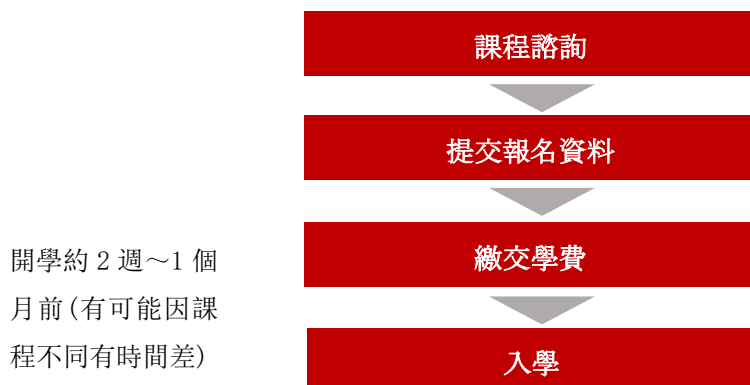 課程諮詢
提交報名資料
繳交學費
開學約 2 週～1 個
月前(有可能因課
程不同有時間差)
入學